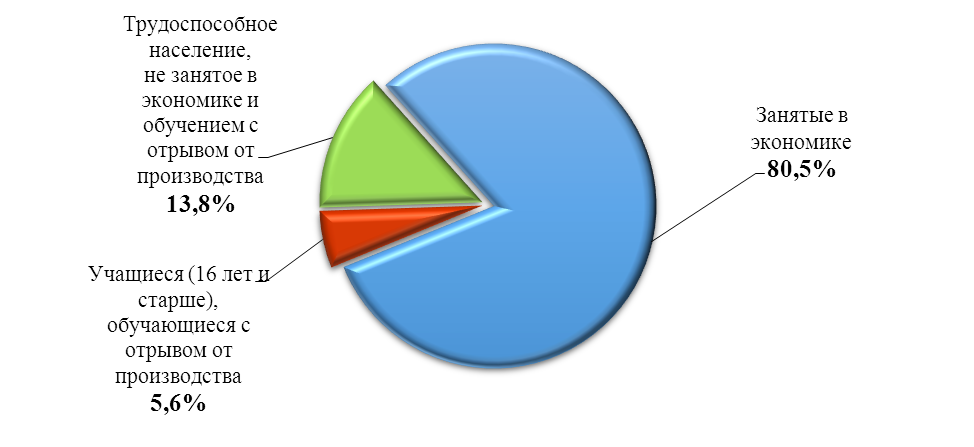 Трудоспособное
население,
не занятое в
экономике и
обучением с
отрывом от
производства
13,8%
Занятые в
экономике
80,5%
Учащиеся (16 лет и
старше),
обучающиеся с
отрывом от
производства
5,6%